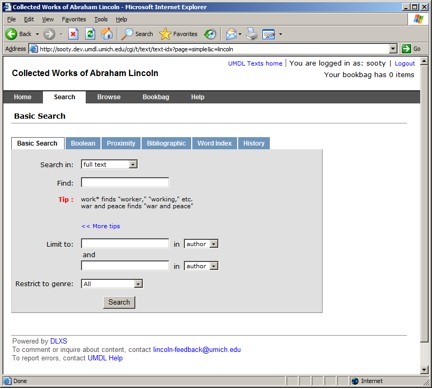 Collected Works of Abraham Lincoln - Microsoft Internet Explorer
File Edit View Favorites Tools Help
Back Search Favorites
Address http://sooty.dev.umdl.umich.edu/cgi/t/text/text-idx?page=simple&c=lincoln Go
UMDL Texts home | You are logged in as: sooty | Logout
Collected Works of Abraham Lincoln
Your bookbag has 0 items
Home Search Browse Bookbag Help
Basic Search
Basic Search Boolean Proximity Bibliographic Word Index History
Search in: full text
Find:
Tip : work* finds "worker," "working," etc.
war and peace finds "war and peace"
<< More tips
Limit to: in author
and
in author
Restrict to genre: All
Search
Powered by DLXS
To comment or inquire about content, contact lincoln-feedback@umich.edu
To report errors, contact UMDL Help
Done Internet